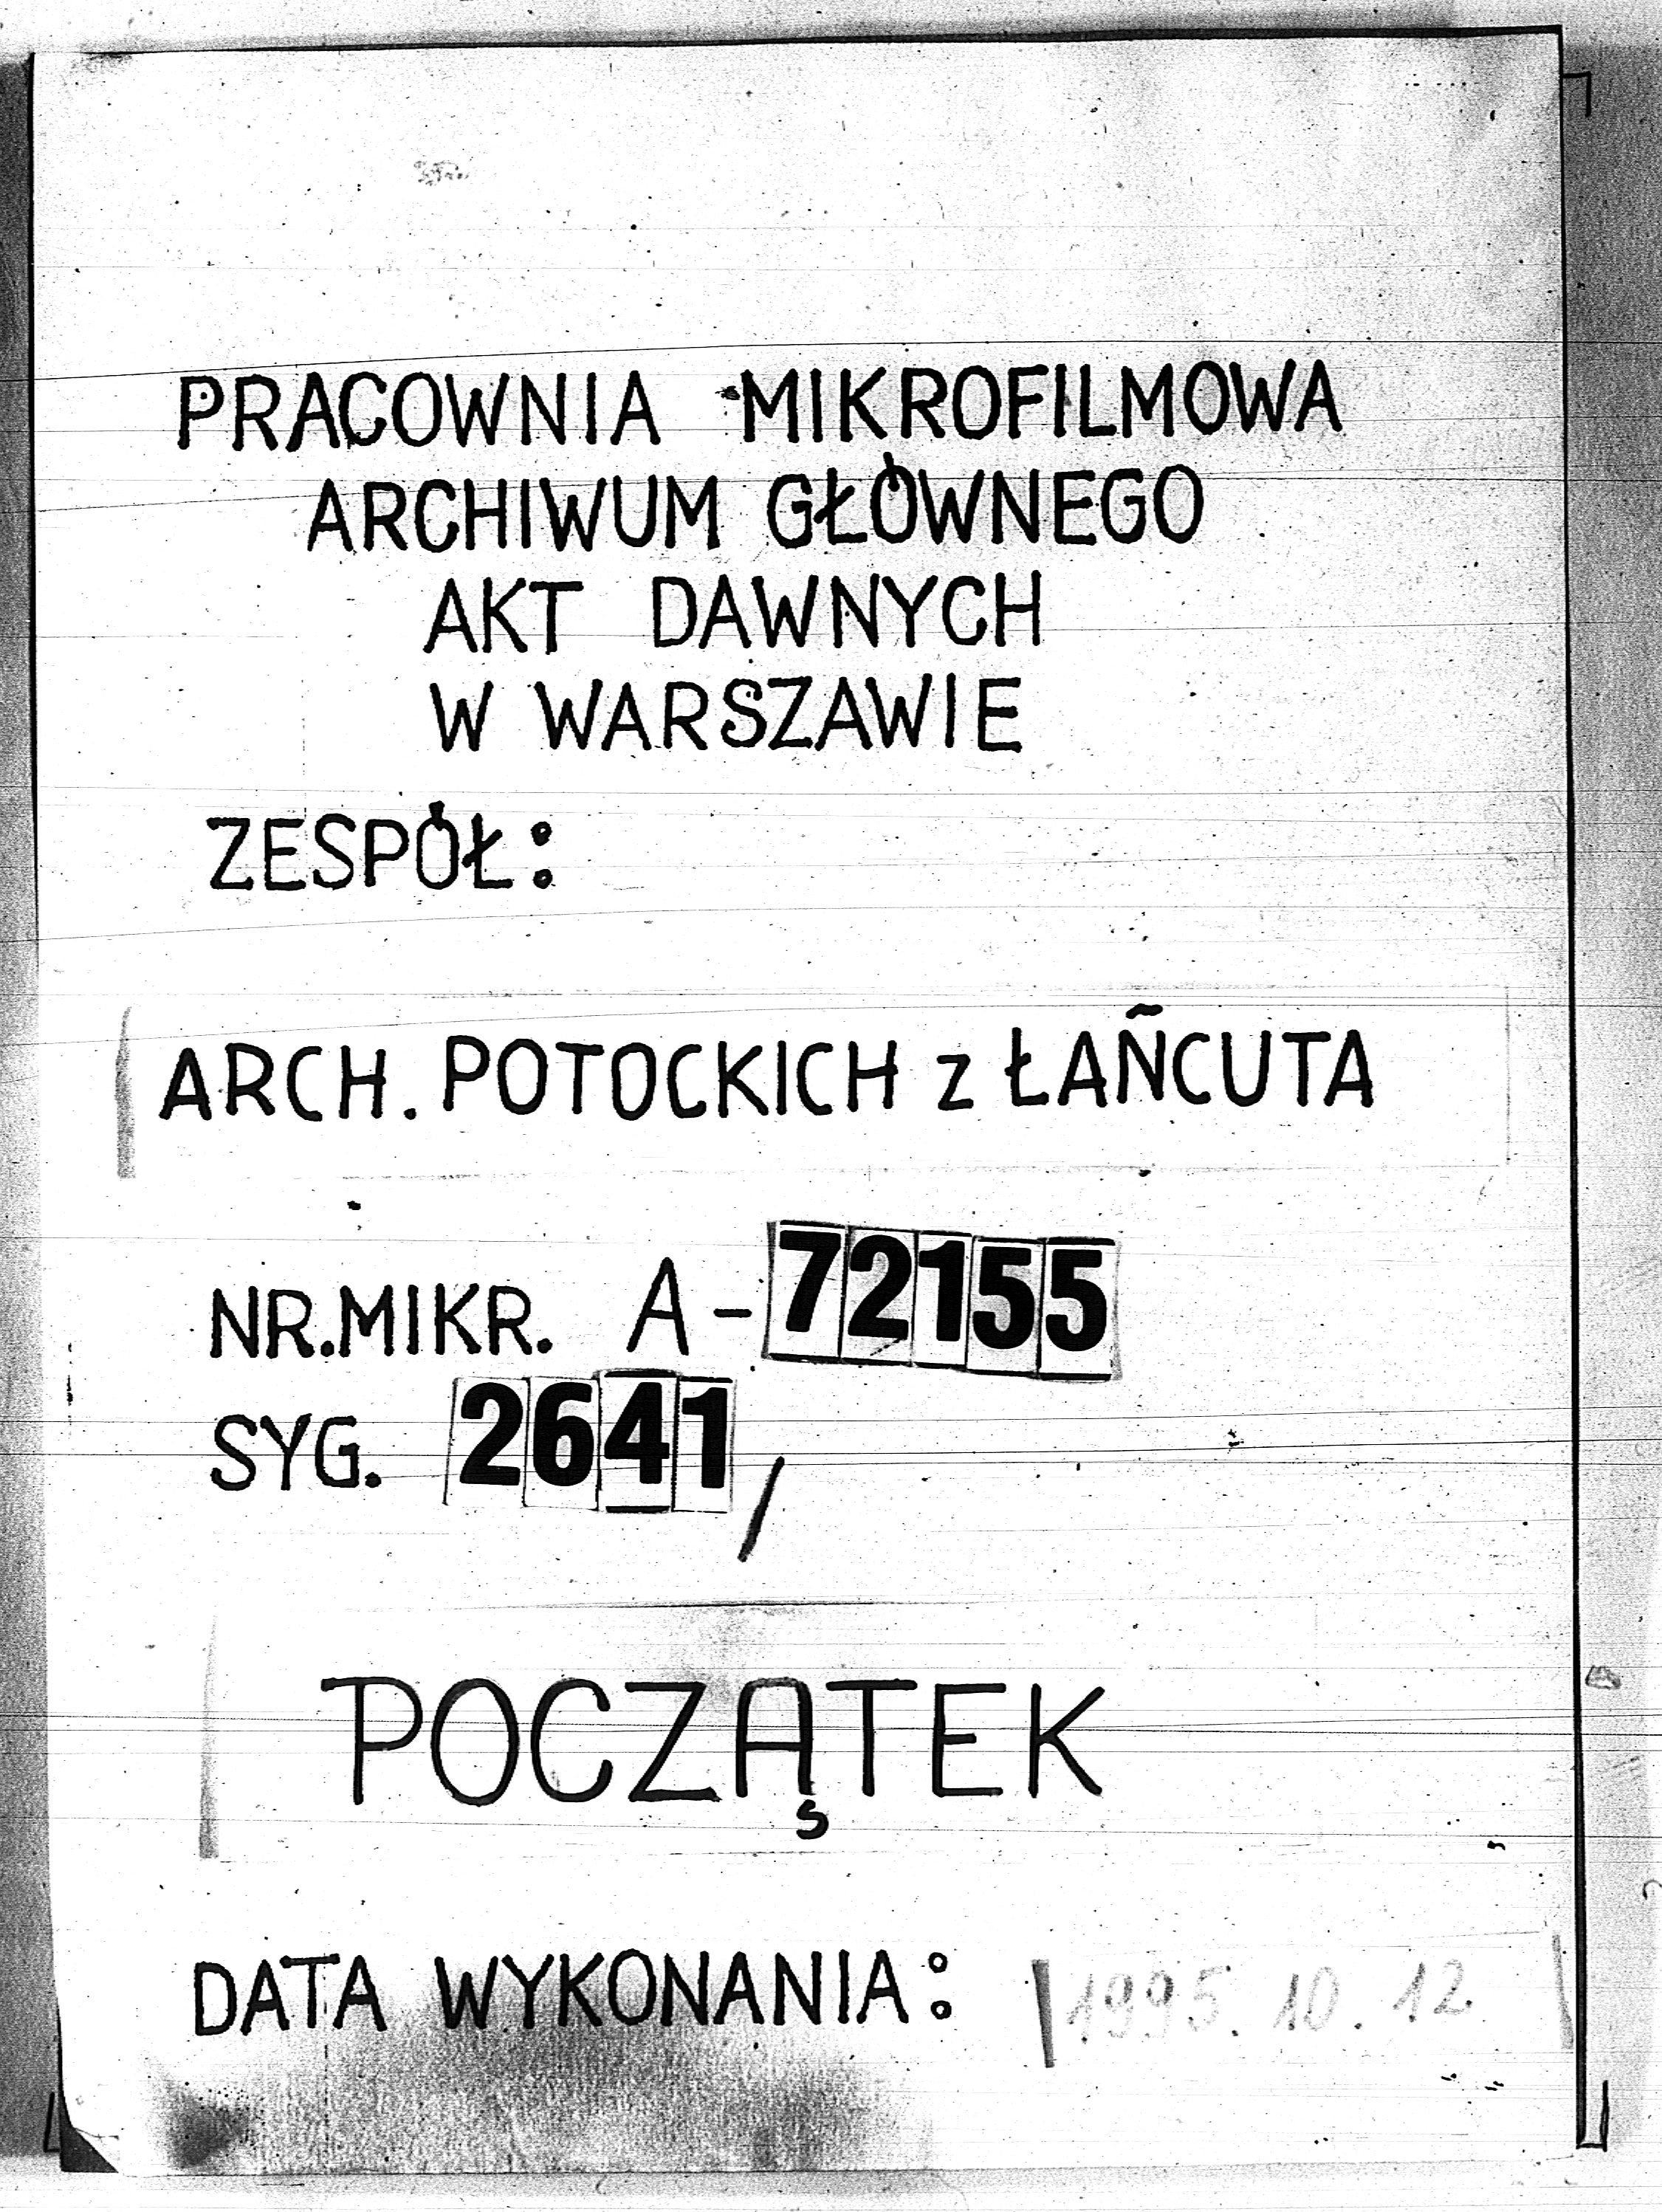 PRACOWNIA MIKROFILMOWA
ARCHIWUM GŁÓWNEGO
AKT DAWNYCH
W WARSZAWIE
ZESPÓŁ:
ARCH. POTOCKICH z ŁAŃCUTA
NR.MIKR. A-72155
SYG. 2641/
POCZĄTEK
DATA WYKONANIA: 1995.10.12